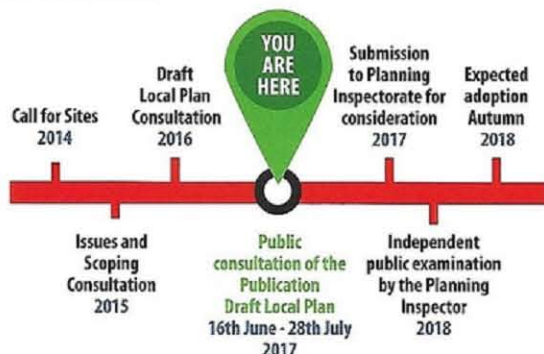 Call for Sites
2014
Issues and
Scoping
Consultation
2015
Draft
Local Plan
Consultation
2016
YOU
ARE
HERE
Public
consultation of the
Publication
Draft Local Plan
16th June - 28th July
2017
Submission
to Planning
Inspectorate for
consideration
2017
Independent
public examination
by the Planning
Inspector
2018
Expected
adoption
Autumn
2018